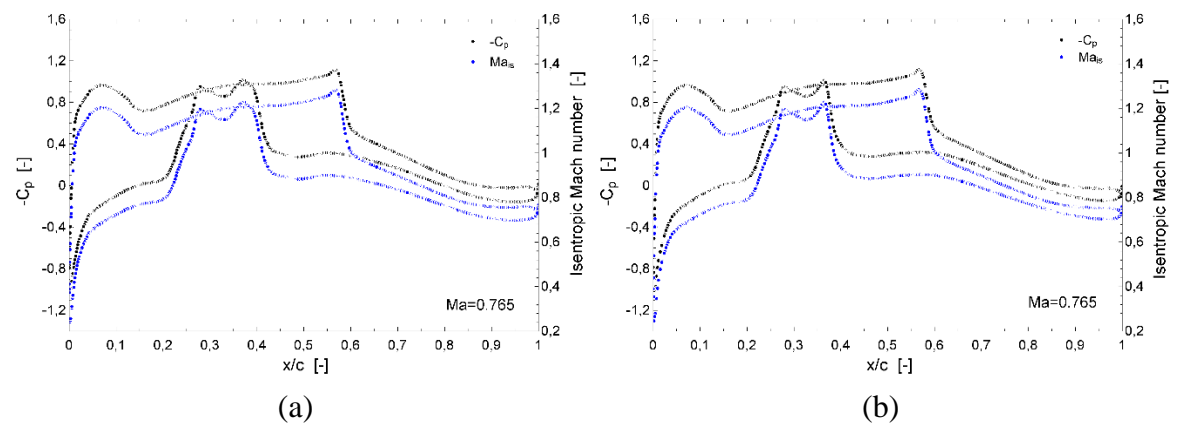 1,6
1,2
0,8
0,4
0
-0,4
-0,8
-1,2
-Cp [-]
0 0,1 0,2 0,3 0,4 0,5 0,6 0,7 0,8 0,9 1
x/c [-]
1,6
1,4
1,2
1
0,8
0,6
0,4
0,2
Isentropic Mach number [-]
-Cp
Mais
Ma=0.765
(a)
1,6
1,2
0,8
0,4
0
-0,4
-0,8
-1,2
-Cp [-]
0 0,1 0,2 0,3 0,4 0,5 0,6 0,7 0,8 0,9 1
x/c [-]
1,6
1,4
1,2
1
0,8
0,6
0,4
0,2
Isentropic Mach number [-]
-Cp
Mais
Ma=0.765
(b)